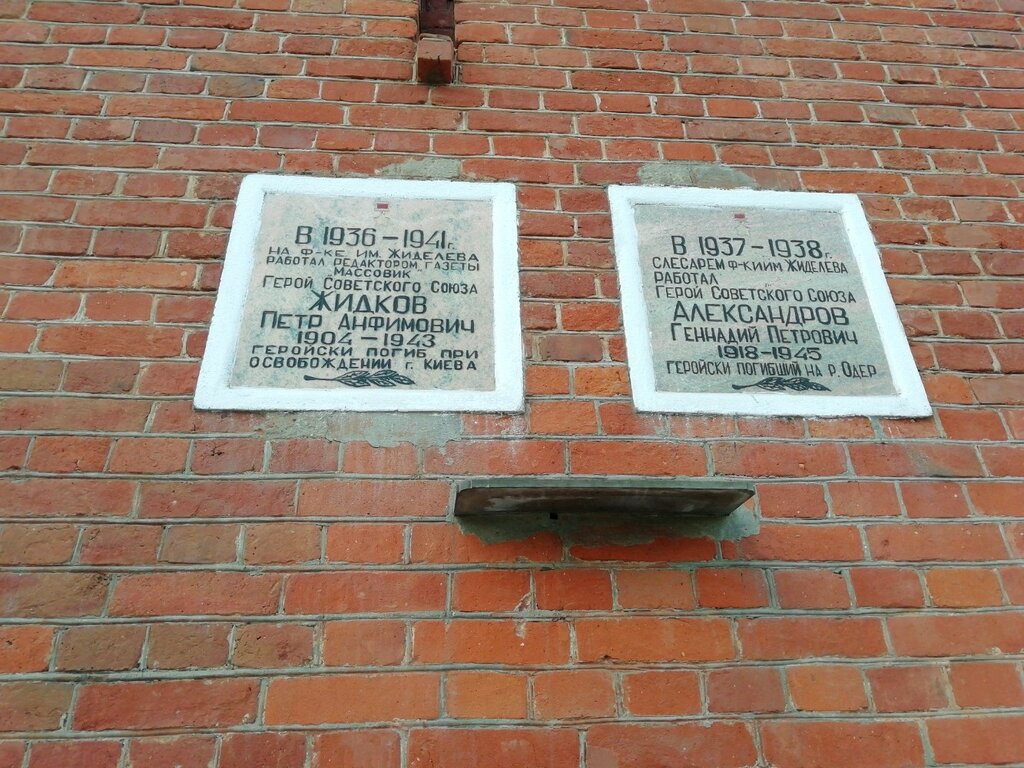 В 1936-1941г.
НА Ф-КЕ ИМ. ЖИДЕЛЕВА
РАБОТАЛ РЕДАКТОРОМ ГАЗЕТЫ
МАССОВИК
ГЕРОЙ СОВЕТСКОГО СОЮЗА
ЖИДКОВ
ПЕТР АНФИМОВИЧ
1904-1943
ГЕРОЙСКИ ПОГИБ ПРИ
ОСВОБОЖДЕНИИ Г. КИЕВА
В 1937-1938г.
СЛЕСАРЕМ Ф-КИ ИМ ЖИДЕЛЕВА
РАБОТАЛ
ГЕРОЙ СОВЕТСКОГО СОЮЗА
АЛЕКСАНДРОВ
ГЕННАДИЙ ПЕТРОВИЧ
1918-1945
ГЕРОЙСКИ ПОГИБШИЙ НА Р. ОДЕР